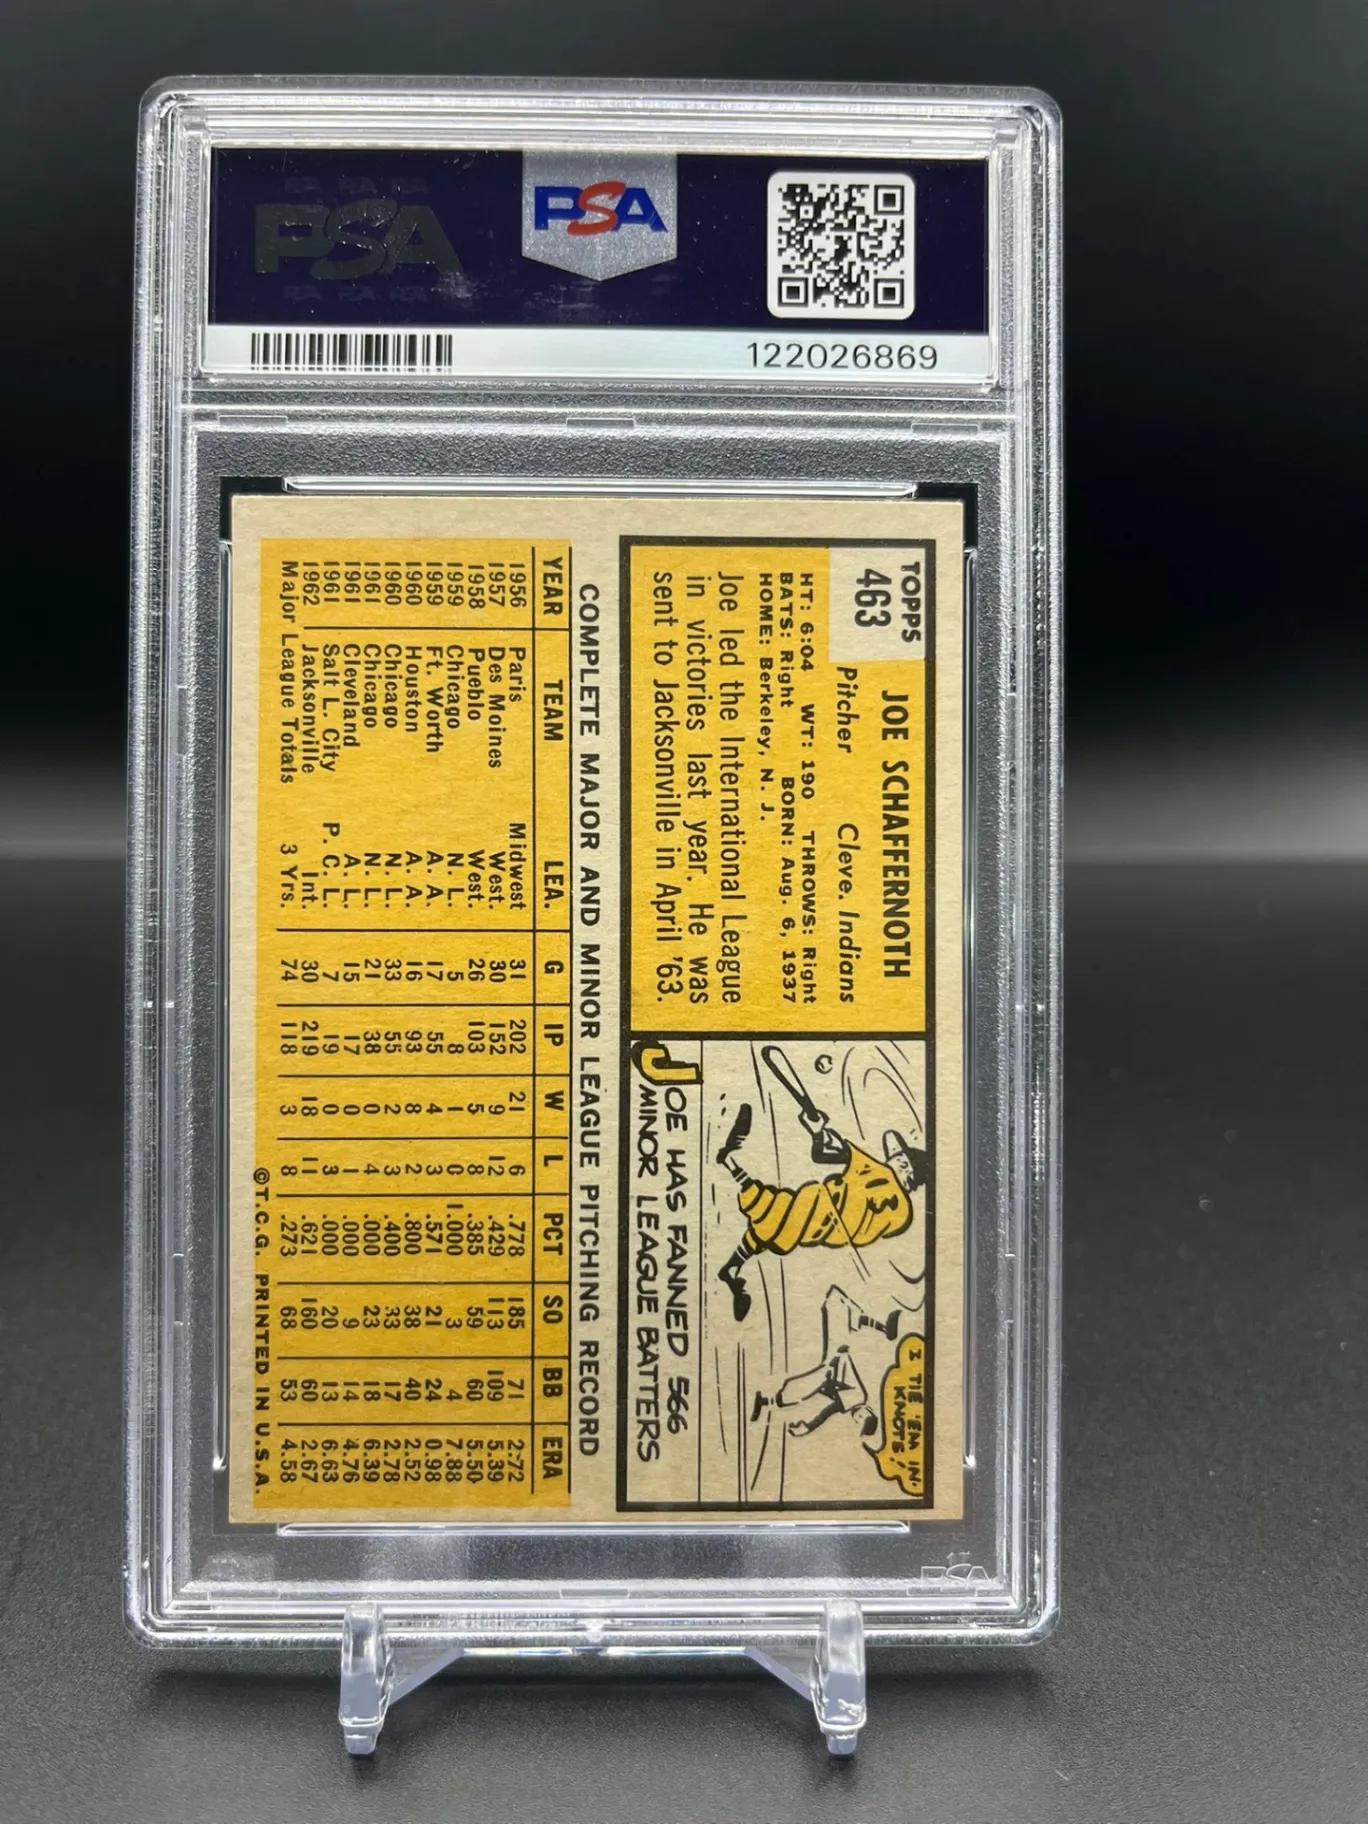 PSA
PSA
122026869
TOPPS
463
JOE SCHAFFERNOTH
Pitcher Cleve. Indians
HT: 6:04 WT: 190 THROWS: Right
BATS: Right BORN: Aug. 6, 1937
HOME: Berkeley, N. J.
Joe led the International League
in victories last year. He was
sent to Jacksonville in April '63.
I TIE 'EM IN
KNOTS!
JOE HAS FANNED 566
MINOR LEAGUE BATTERS
COMPLETE MAJOR AND MINOR LEAGUE PITCHING RECORD
YEAR TEAM LEA. G IP W L PCT SO BB ERA
1956 Paris Midwest 31 202 21 6 .778 185 71 2.72
1957 Des Moines West. 30 152 9 12 .429 113 109 5.39
1958 Pueblo West. 26 103 5 8 .385 59 60 5.50
1959 Chicago N. L. 5 8 1 0 1.000 3 4 7.88
1959 Ft. Worth A. A. 17 55 4 3 .571 21 24 0.98
1960 Houston A. A. 16 93 8 2 .800 38 40 2.52
1960 Chicago N. L. 33 55 2 3 .400 33 17 2.78
1961 Chicago N. L. 21 38 0 4 .000 23 18 6.39
1961 Cleveland A. L. 15 17 0 1 .000 9 14 4.76
1961 Salt L. City P. C. L. 7 19 0 3 .000 20 13 6.63
1962 Jacksonville Int. 30 219 18 11 .621 160 60 2.67
Major League Totals 3 Yrs. 74 118 3 8 .273 68 53 4.58
©T.C.G. PRINTED IN U.S.A.
PSA